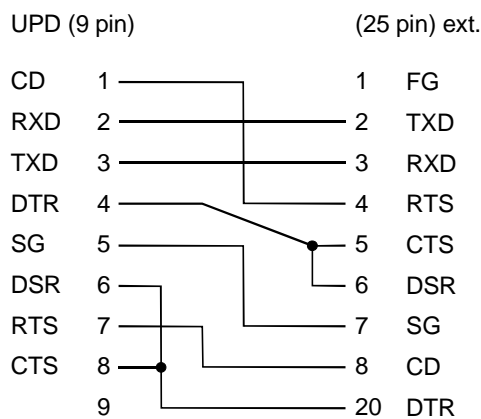 UPD (9 pin) (25 pin) ext.
CD 1 1 FG
RXD 2 2 TXD
TXD 3 3 RXD
DTR 4 4 RTS
SG 5 5 CTS
DSR 6 6 DSR
RTS 7 7 SG
CTS 8 8 CD
9 20 DTR